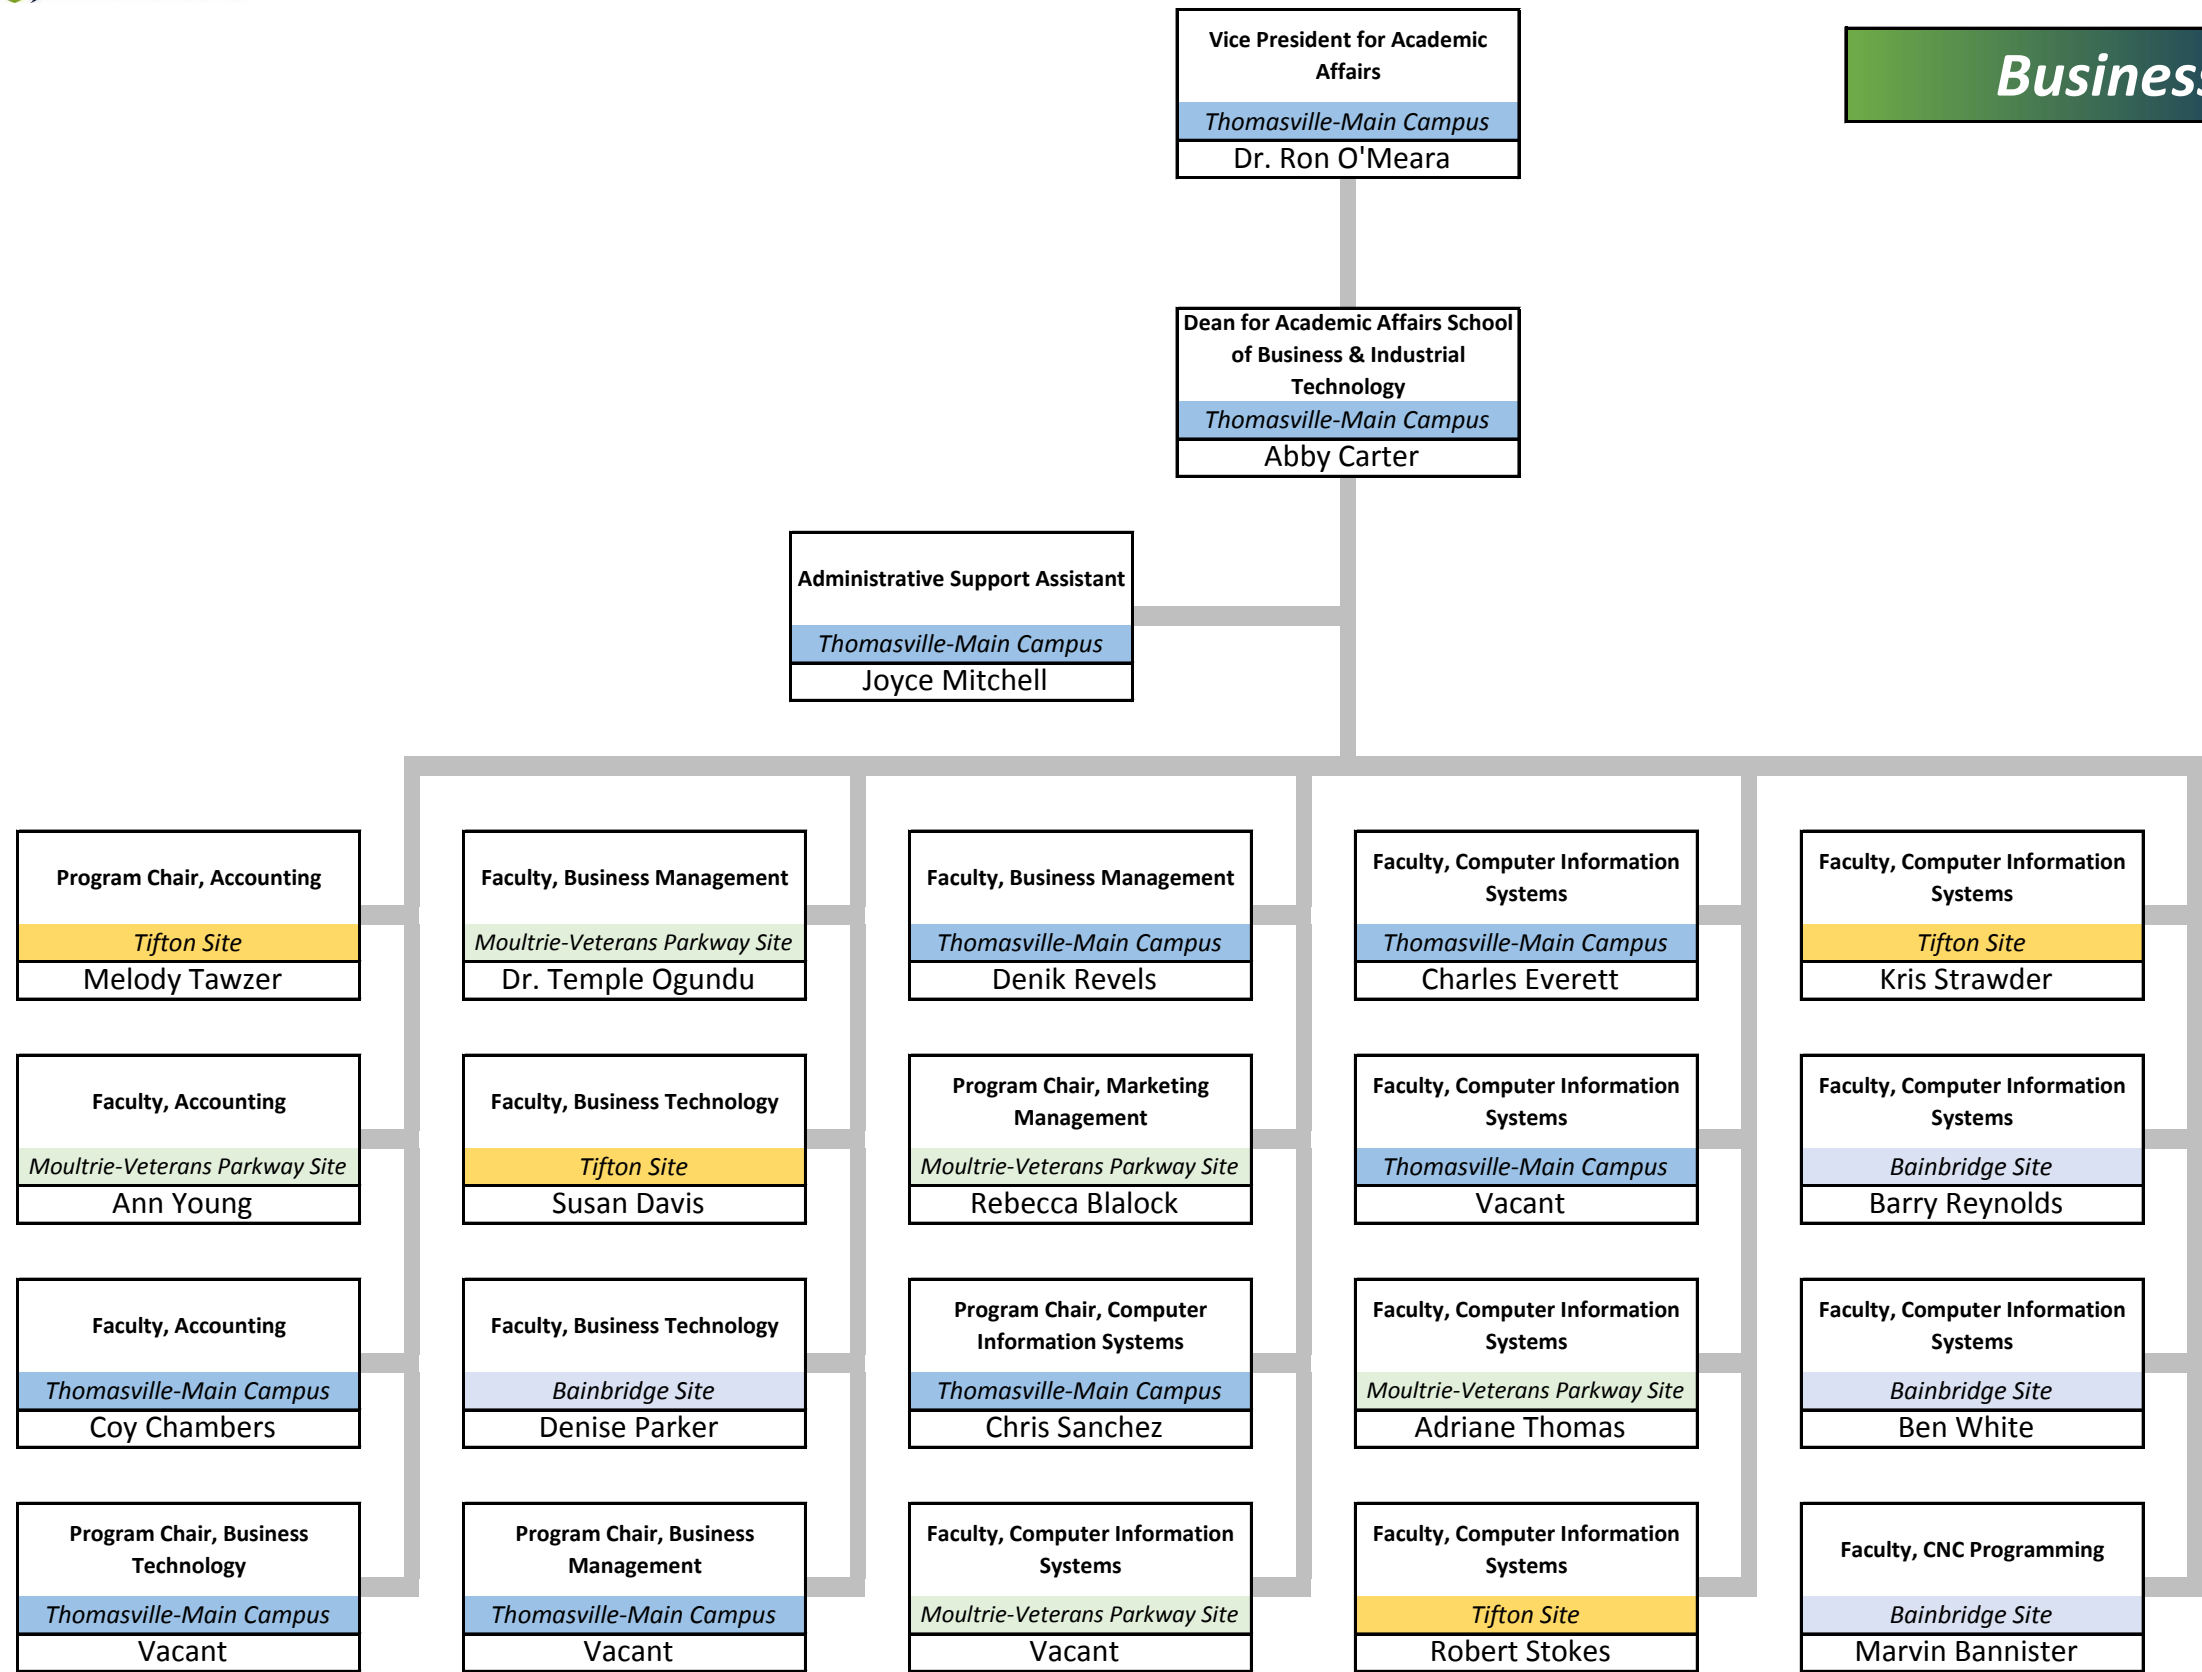 Business
Vice President for Academic
Affairs
Thomasville-Main Campus
Dr. Ron O'Meara
Dean for Academic Affairs School
of Business & Industrial
Technology
Thomasville-Main Campus
Abby Carter
Administrative Support Assistant
Thomasville-Main Campus
Joyce Mitchell
Program Chair, Accounting
Tifton Site
Melody Tawzer
Faculty, Business Management
Moultrie-Veterans Parkway Site
Dr. Temple Ogundu
Faculty, Business Management
Thomasville-Main Campus
Denik Revels
Faculty, Computer Information
Systems
Thomasville-Main Campus
Charles Everett
Faculty, Computer Information
Systems
Tifton Site
Kris Strawder
Faculty, Accounting
Moultrie-Veterans Parkway Site
Ann Young
Faculty, Business Technology
Tifton Site
Susan Davis
Program Chair, Marketing
Management
Moultrie-Veterans Parkway Site
Rebecca Blalock
Faculty, Computer Information
Systems
Thomasville-Main Campus
Vacant
Faculty, Computer Information
Systems
Bainbridge Site
Barry Reynolds
Faculty, Accounting
Thomasville-Main Campus
Coy Chambers
Faculty, Business Technology
Bainbridge Site
Denise Parker
Program Chair, Computer
Information Systems
Thomasville-Main Campus
Chris Sanchez
Faculty, Computer Information
Systems
Moultrie-Veterans Parkway Site
Adriane Thomas
Faculty, Computer Information
Systems
Bainbridge Site
Ben White
Program Chair, Business
Technology
Thomasville-Main Campus
Vacant
Program Chair, Business
Management
Thomasville-Main Campus
Vacant
Faculty, Computer Information
Systems
Moultrie-Veterans Parkway Site
Vacant
Faculty, Computer Information
Systems
Tifton Site
Robert Stokes
Faculty, CNC Programming
Bainbridge Site
Marvin Bannister